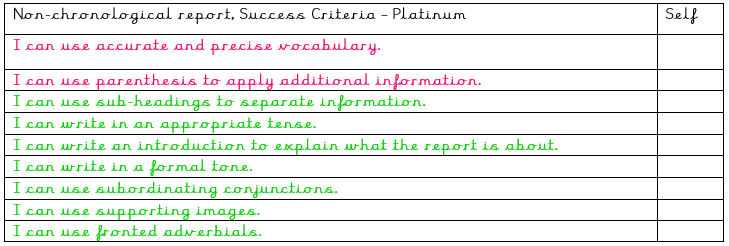 Non-chronological report, Success Criteria – Platinum Self
I can use accurate and precise vocabulary.
I can use parenthesis to apply additional information.
I can use sub-headings to separate information.
I can write in an appropriate tense.
I can write an introduction to explain what the report is about.
I can write in a formal tone.
I can use subordinating conjunctions.
I can use supporting images.
I can use fronted adverbials.